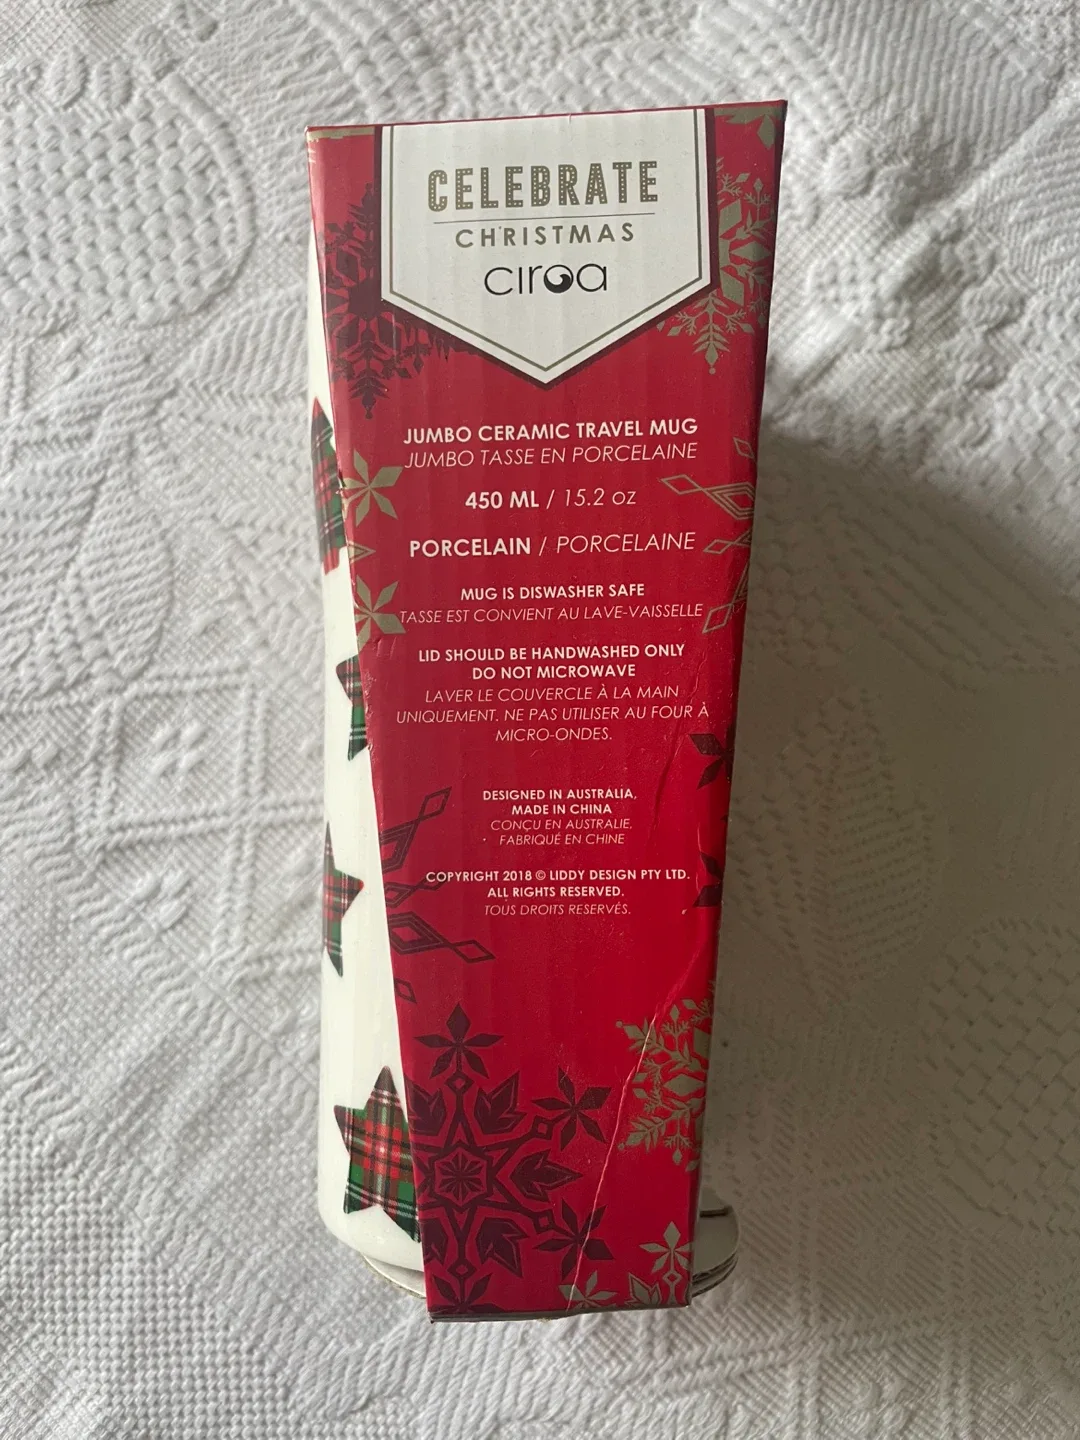 CELEBRATE
CHRISTMAS
ciroa
JUMBO CERAMIC TRAVEL MUG
JUMBO TASSE EN PORCELAINE
450 ML / 15.2 oz
PORCELAIN / PORCELAINE
MUG IS DISWASHER SAFE
TASSE EST CONVIENT AU LAVE-VAISSELLE
LID SHOULD BE HANDWASHED ONLY
DO NOT MICROWAVE
LAVER LE COUVERCLE À LA MAIN
UNIQUEMENT. NE PAS UTILISER AU FOUR À
MICRO-ONDES.
DESIGNED IN AUSTRALIA,
MADE IN CHINA
CONÇU EN AUSTRALIE,
FABRIQUÉ EN CHINE
COPYRIGHT 2018 © LIDDY DESIGN PTY LTD.
ALL RIGHTS RESERVED.
TOUS DROITS RESERVÉS.